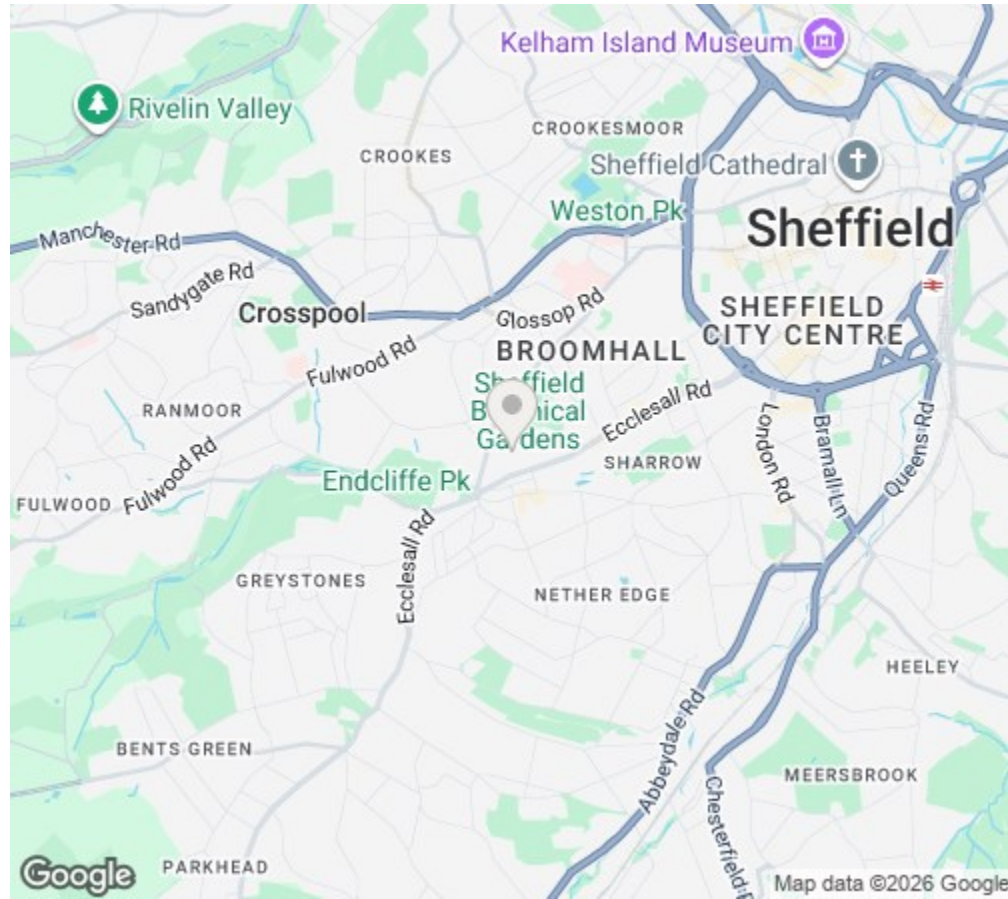 Kelham Island Museum
Rivelin Valley
CROOKESMOOR
CROOKES
Sheffield Cathedral
Weston Pk
Manchester Rd
Sheffield
Sandygate Rd
Crosspool
Glossop Rd
SHEFFIELD
CITY CENTRE
BROOMHALL
Fulwood Rd
Sheffield
Gardens
Ecclesall Rd
RANMOOR
London Rd
Bramall Ln
Queens Rd
SHARROW
Fulwood Rd
Endcliffe Pk
FULWOOD
Ecclesall Rd
GREYSTONES
NETHER EDGE
HEELEY
Abbeydale Rd
BENTS GREEN
MEERSBROOK
Chesterfield
PARKHEAD
Google
Map data ©2026 Google